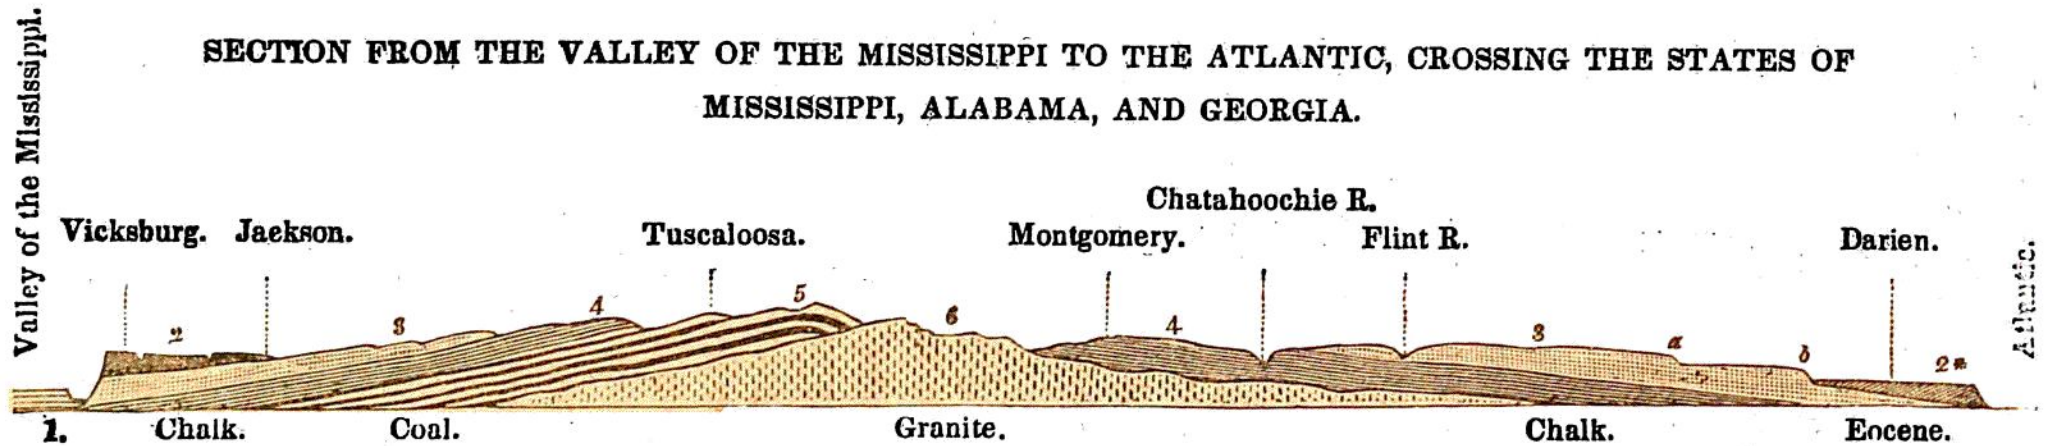 SECTION FROM THE VALLEY OF THE MISSISSIPPI TO THE ATLANTIC, CROSSING THE STATES OF
MISSISSIPPI, ALABAMA, AND GEORGIA.
Valley of the Mississippi.
Chatahoochie R.
Vicksburg. Jackson. Tuscaloosa. Montgomery. Flint R. Darien.
Atlantic.
2 3 4 5 6 4 3 a b 2*
1. Chalk. Coal. Granite. Chalk. Eocene.